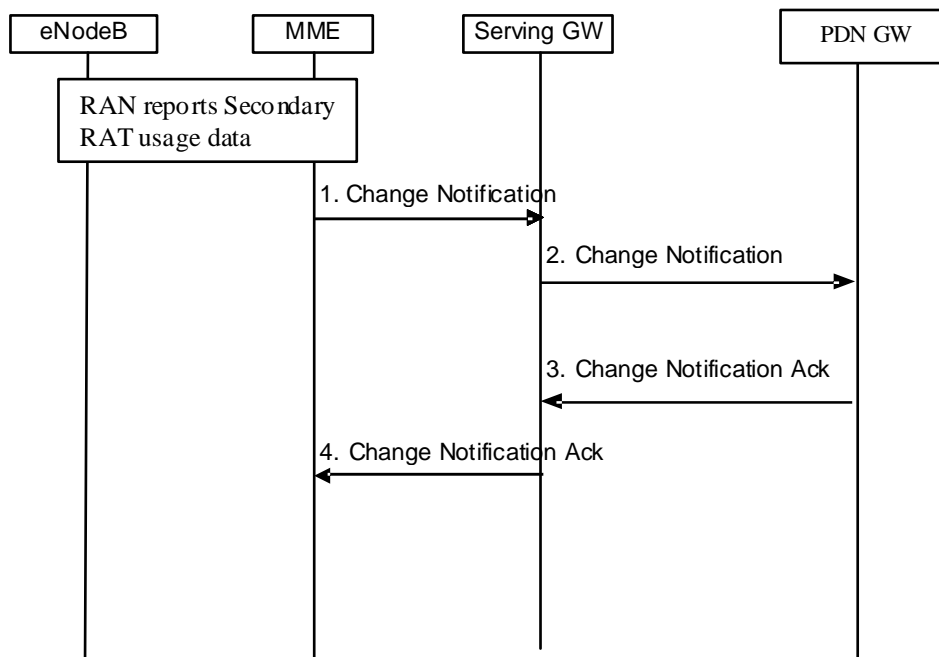 eNodeB
MME
Serving GW
PDN GW
RAN reports Secondary
RAT usage data
1. Change Notification
2. Change Notification
3. Change Notification Ack
4. Change Notification Ack